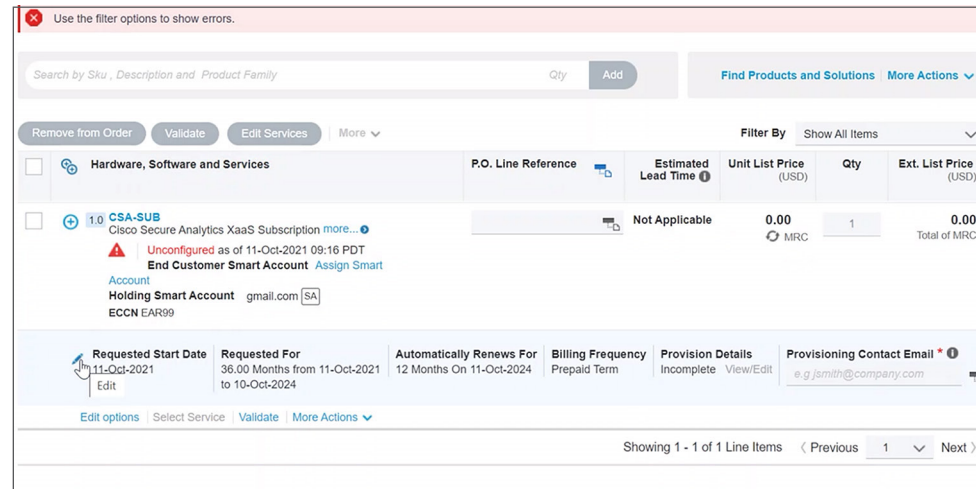 Use the filter options to show errors.
Search by Sku , Description and Product Family Qty Add Find Products and Solutions More Actions
Remove from Order Validate Edit Services More Filter By Show All Items
Hardware, Software and Services P.O. Line Reference Estimated Lead Time Unit List Price (USD) Qty Ext. List Price (USD)
1.0 CSA-SUB Not Applicable 0.00 1 0.00
Cisco Secure Analytics XaaS Subscription more... MRC Total of MRC
Unconfigured as of 11-Oct-2021 09:16 PDT
End Customer Smart Account Assign Smart
Account
Holding Smart Account gmail.com SA
ECCN EAR99
Requested Start Date Requested For Automatically Renews For Billing Frequency Provision Details Provisioning Contact Email *
11-Oct-2021 36.00 Months from 11-Oct-2021 12 Months On 11-Oct-2024 Prepaid Term Incomplete View/Edit e.g jsmith@company.com
Edit to 10-Oct-2024
Edit options Select Service Validate More Actions
Showing 1 - 1 of 1 Line Items Previous 1 Next